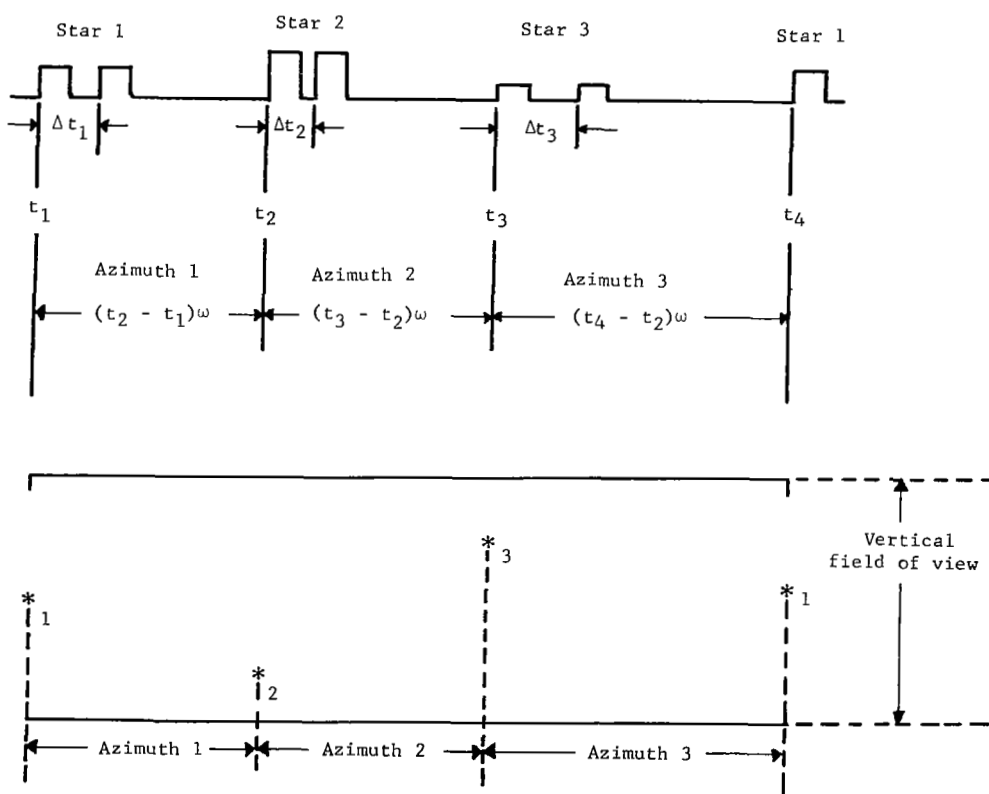 Star 1 Star 2 Star 3 Star 1
Δt₁ Δt₂ Δt₃
t₁ t₂ t₃ t₄
Azimuth 1 Azimuth 2 Azimuth 3
(t₂ - t₁)ω (t₃ - t₂)ω (t₄ - t₂)ω
Vertical
field of view
*₁ *₂ *₃ *₁
Azimuth 1 Azimuth 2 Azimuth 3